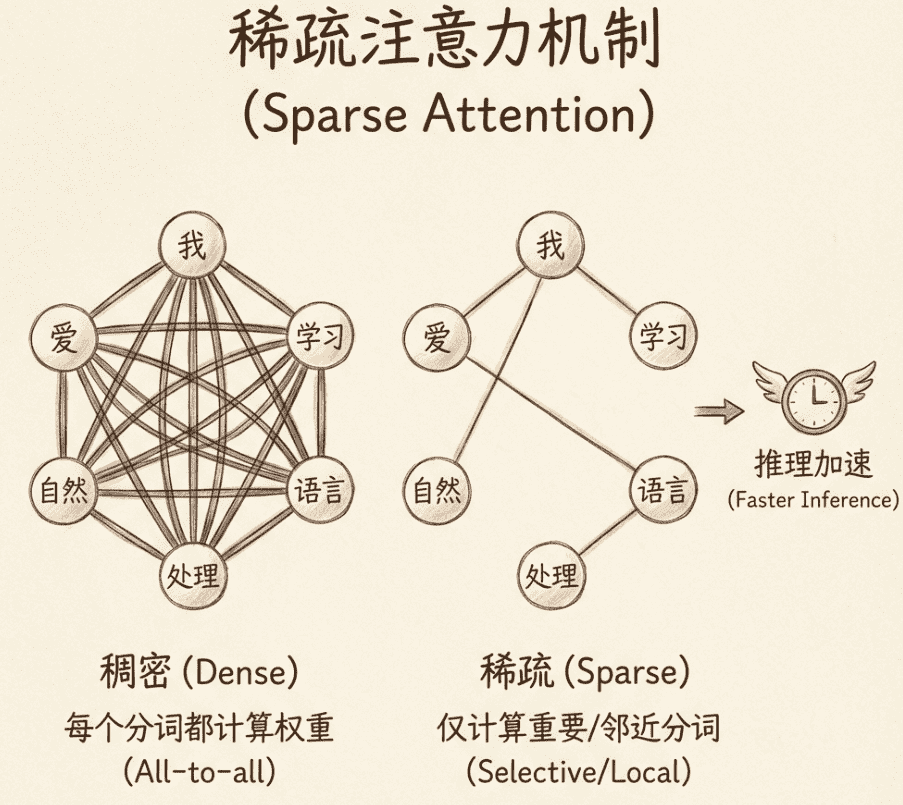 稀疏注意力机制
(Sparse Attention)
我
爱
学习
自然
语言
处理
稠密 (Dense)
每个分词都计算权重
(All-to-all)
我
爱
学习
自然
语言
处理
稀疏 (Sparse)
仅计算重要/邻近分词
(Selective/Local)
推理加速
(Faster Inference)